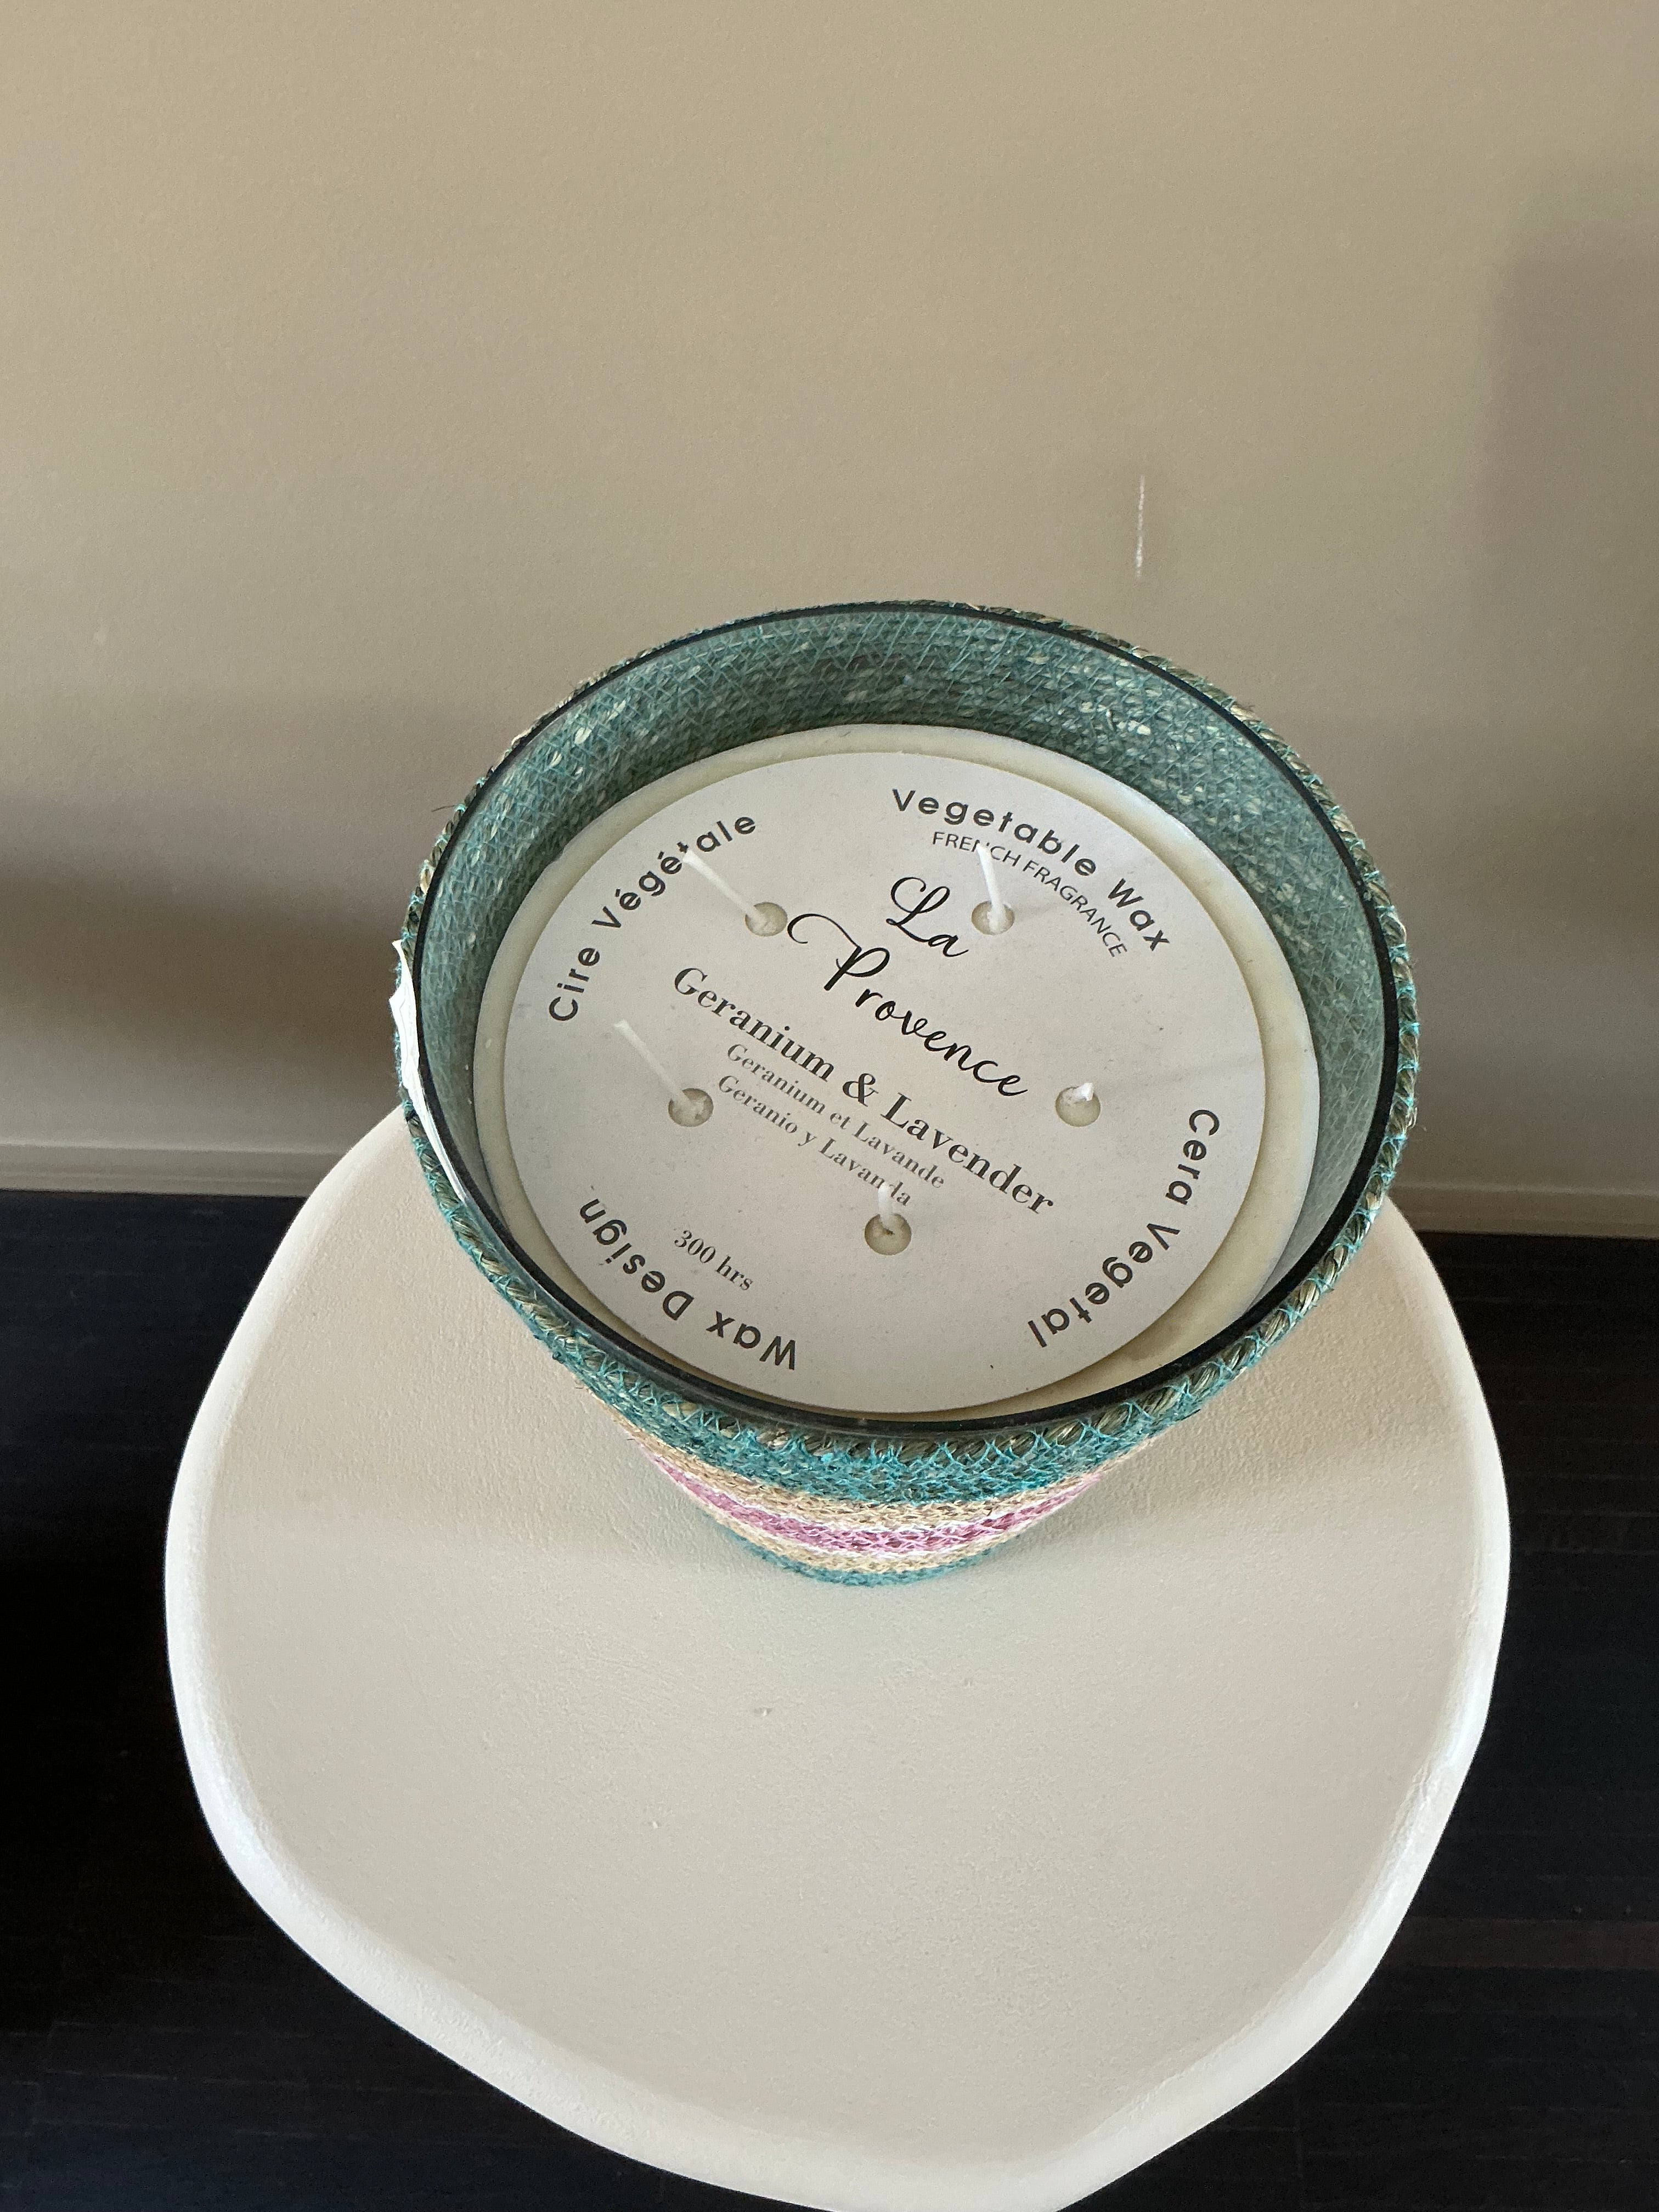 Vegetable Wax
FRENCH FRAGRANCE
Cire Végétale
La
Provence
Geranium & Lavender
Geranium et Lavande
Geranio y Lavanda
300 hrs
Cera Vegetal
Wax Design